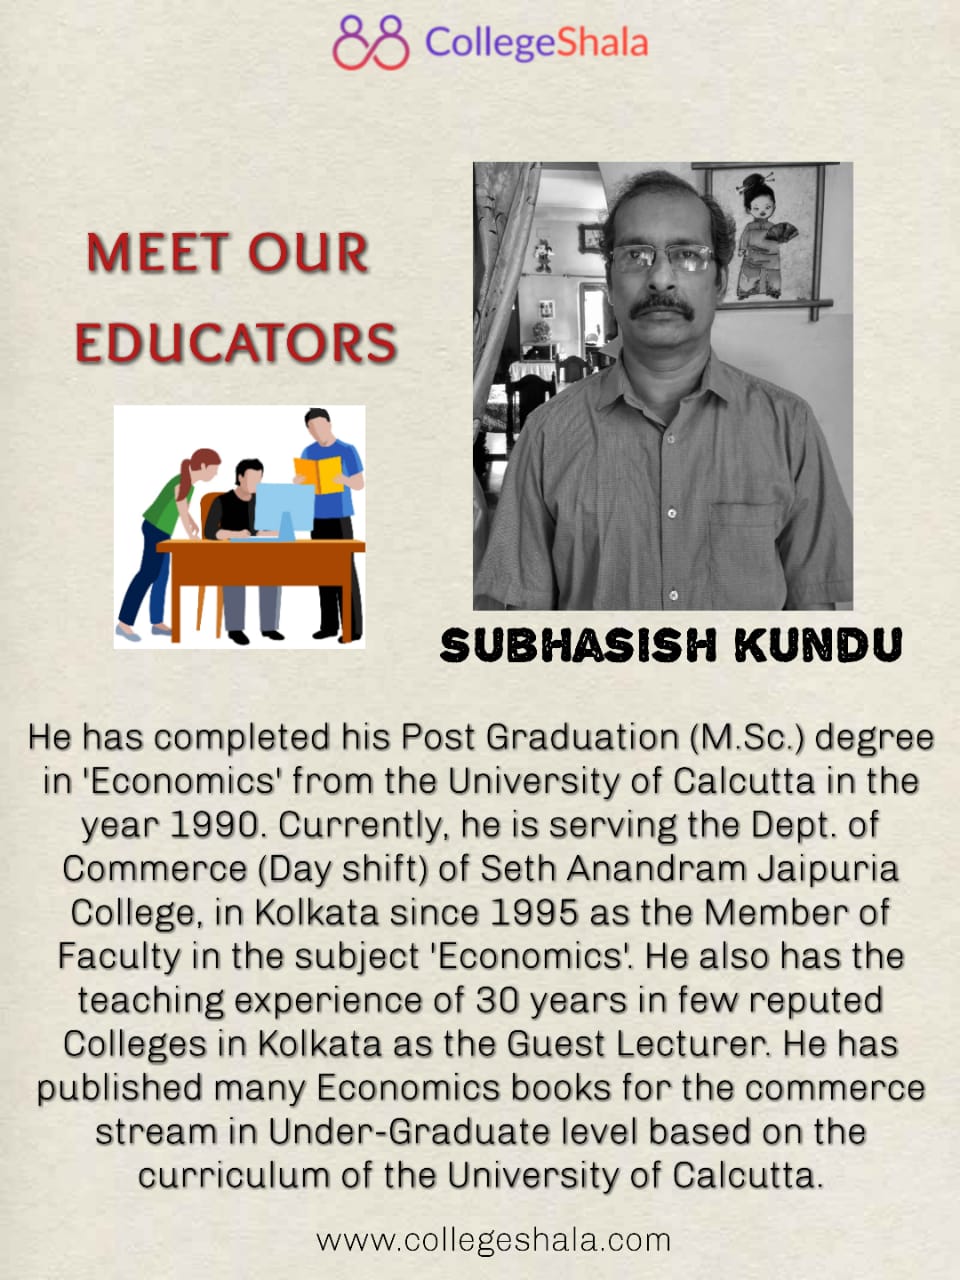 CollegeShala
MEET OUR
EDUCATORS
SUBHASISH KUNDU
He has completed his Post Graduation (M.Sc.) degree
in 'Economics' from the University of Calcutta in the
year 1990. Currently, he is serving the Dept. of
Commerce (Day shift) of Seth Anandram Jaipuria
College, in Kolkata since 1995 as the Member of
Faculty in the subject 'Economics'. He also has the
teaching experience of 30 years in few reputed
Colleges in Kolkata as the Guest Lecturer. He has
published many Economics books for the commerce
stream in Under-Graduate level based on the
curriculum of the University of Calcutta.
www.collegeshala.com